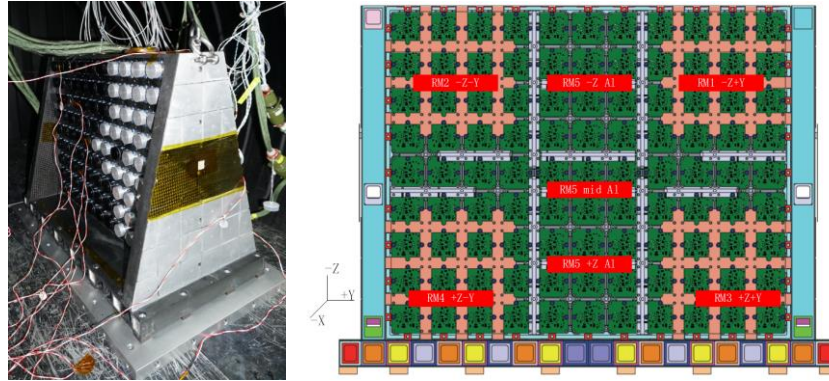 RM2 -Z-Y
RM5 -Z Al
RM1 -Z+Y
RM5 mid Al
RM5 +Z Al
RM4 +Z-Y
RM3 +Z+Y
-Z
+Y
-X